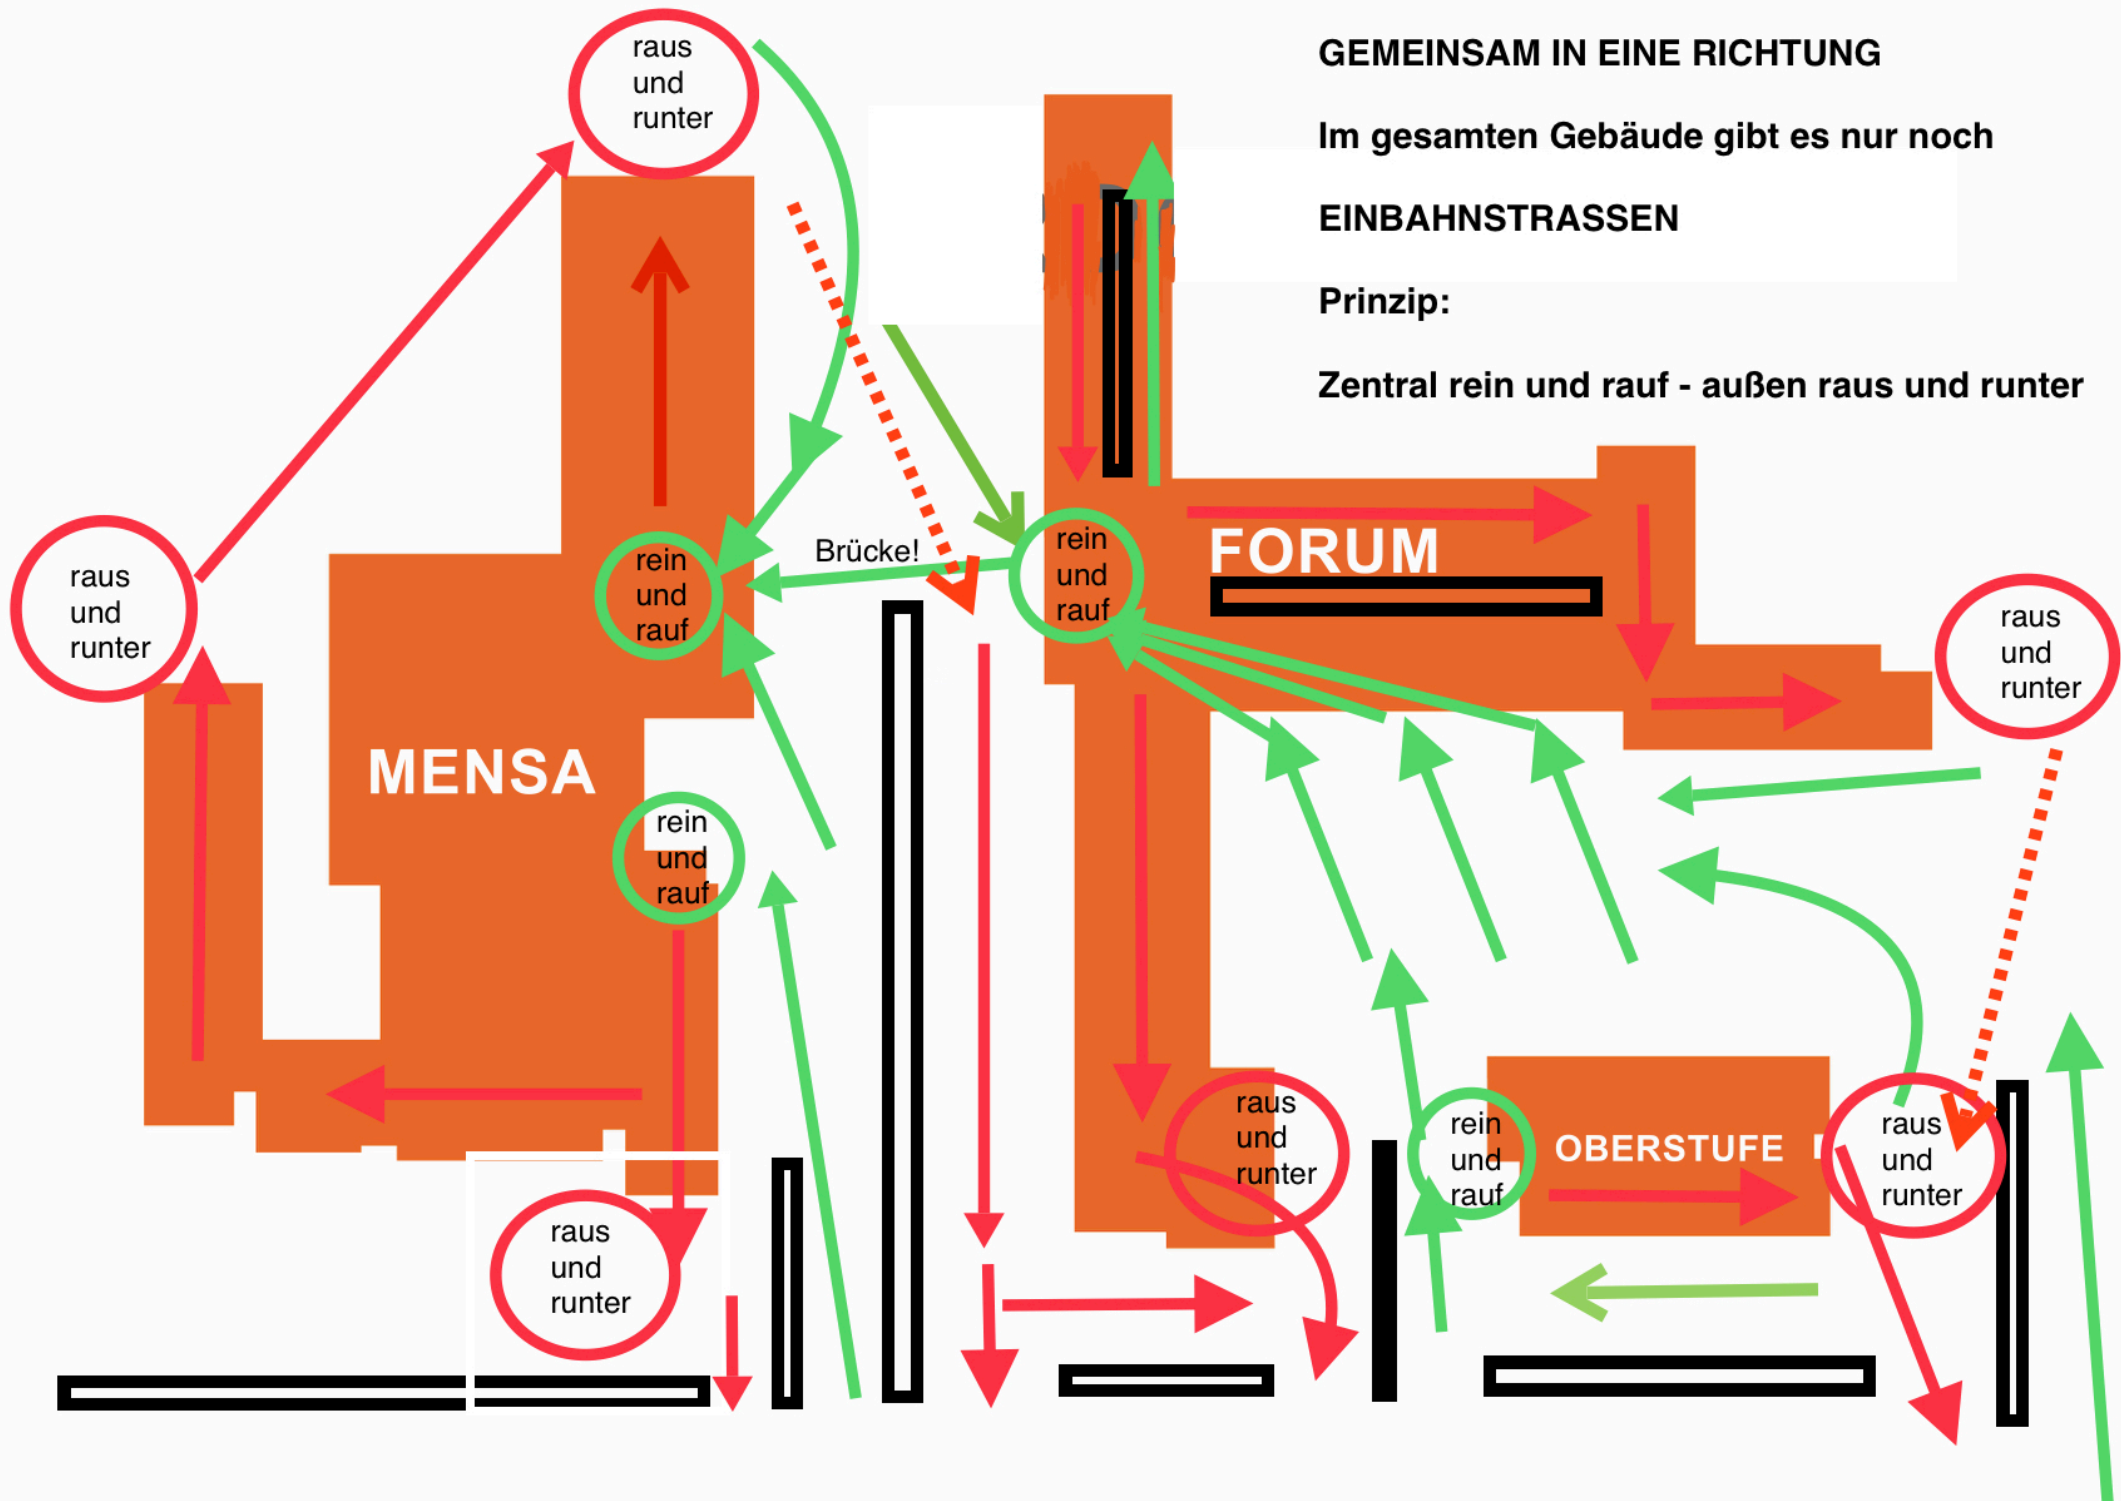 raus
und
runter
GEMEINSAM IN EINE RICHTUNG
Im gesamten Gebäude gibt es nur noch
EINBAHNSTRASSEN
Prinzip:
Zentral rein und rauf - außen raus und runter
raus
und
runter
rein
und
rauf
Brücke!
rein
und
rauf
FORUM
raus
und
runter
MENSA
rein
und
rauf
raus
und
runter
raus
und
runter
rein
und
rauf
OBERSTUFE
raus
und
runter